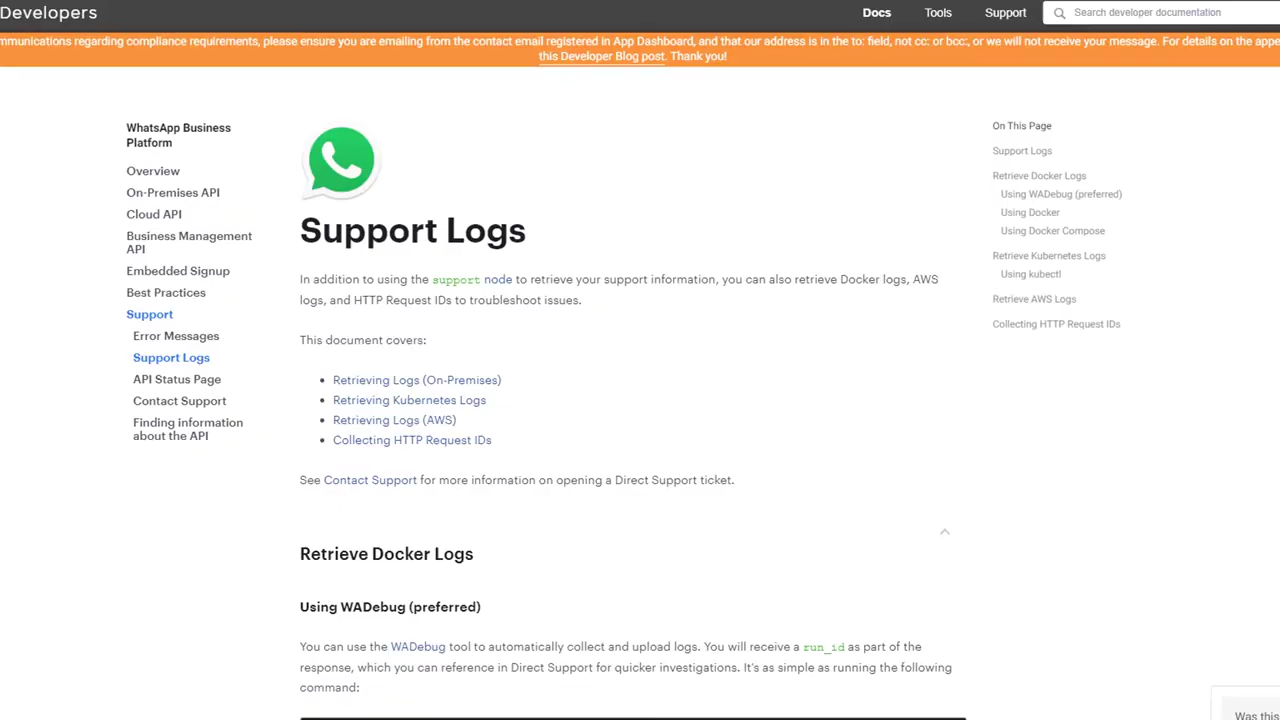 Developers
Docs
Tools
Support
Search developer documentation
mmunications regarding compliance requirements, please ensure you are emailing from the contact email registered in App Dashboard, and that our address is in the to: field, not cc: or bcc:, or we will not receive your message. For details on the appe
this Developer Blog post. Thank you!
WhatsApp Business
Platform
Overview
On-Premises API
Cloud API
Business Management
API
Embedded Signup
Best Practices
Support
Error Messages
Support Logs
API Status Page
Contact Support
Finding information
about the API
Support Logs
In addition to using the support node to retrieve your support information, you can also retrieve Docker logs, AWS
logs, and HTTP Request IDs to troubleshoot issues.
This document covers:
• Retrieving Logs (On-Premises)
• Retrieving Kubernetes Logs
• Retrieving Logs (AWS)
• Collecting HTTP Request IDs
See Contact Support for more information on opening a Direct Support ticket.
Retrieve Docker Logs
Using WADebug (preferred)
You can use the WADebug tool to automatically collect and upload logs. You will receive a run_id as part of the
response, which you can reference in Direct Support for quicker investigations. It's as simple as running the following
command:
On This Page
Support Logs
Retrieve Docker Logs
Using WADebug (preferred)
Using Docker
Using Docker Compose
Retrieve Kubernetes Logs
Using kubectl
Retrieve AWS Logs
Collecting HTTP Request IDs
Was this